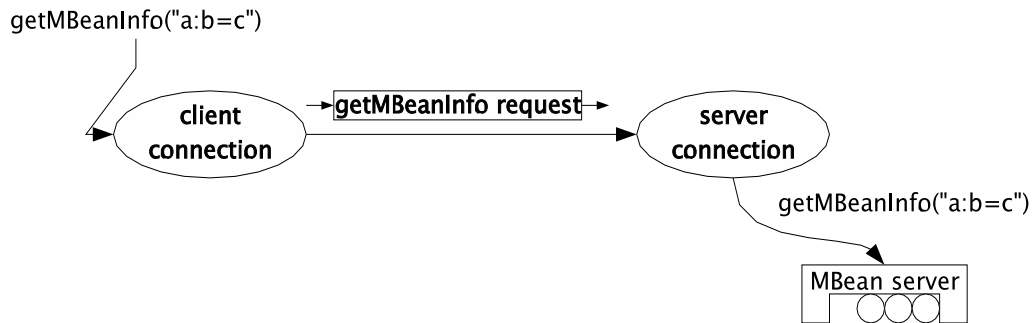 getMBeanInfo("a:b=c")
client
connection
getMBeanInfo request
server
connection
getMBeanInfo("a:b=c")
MBean server